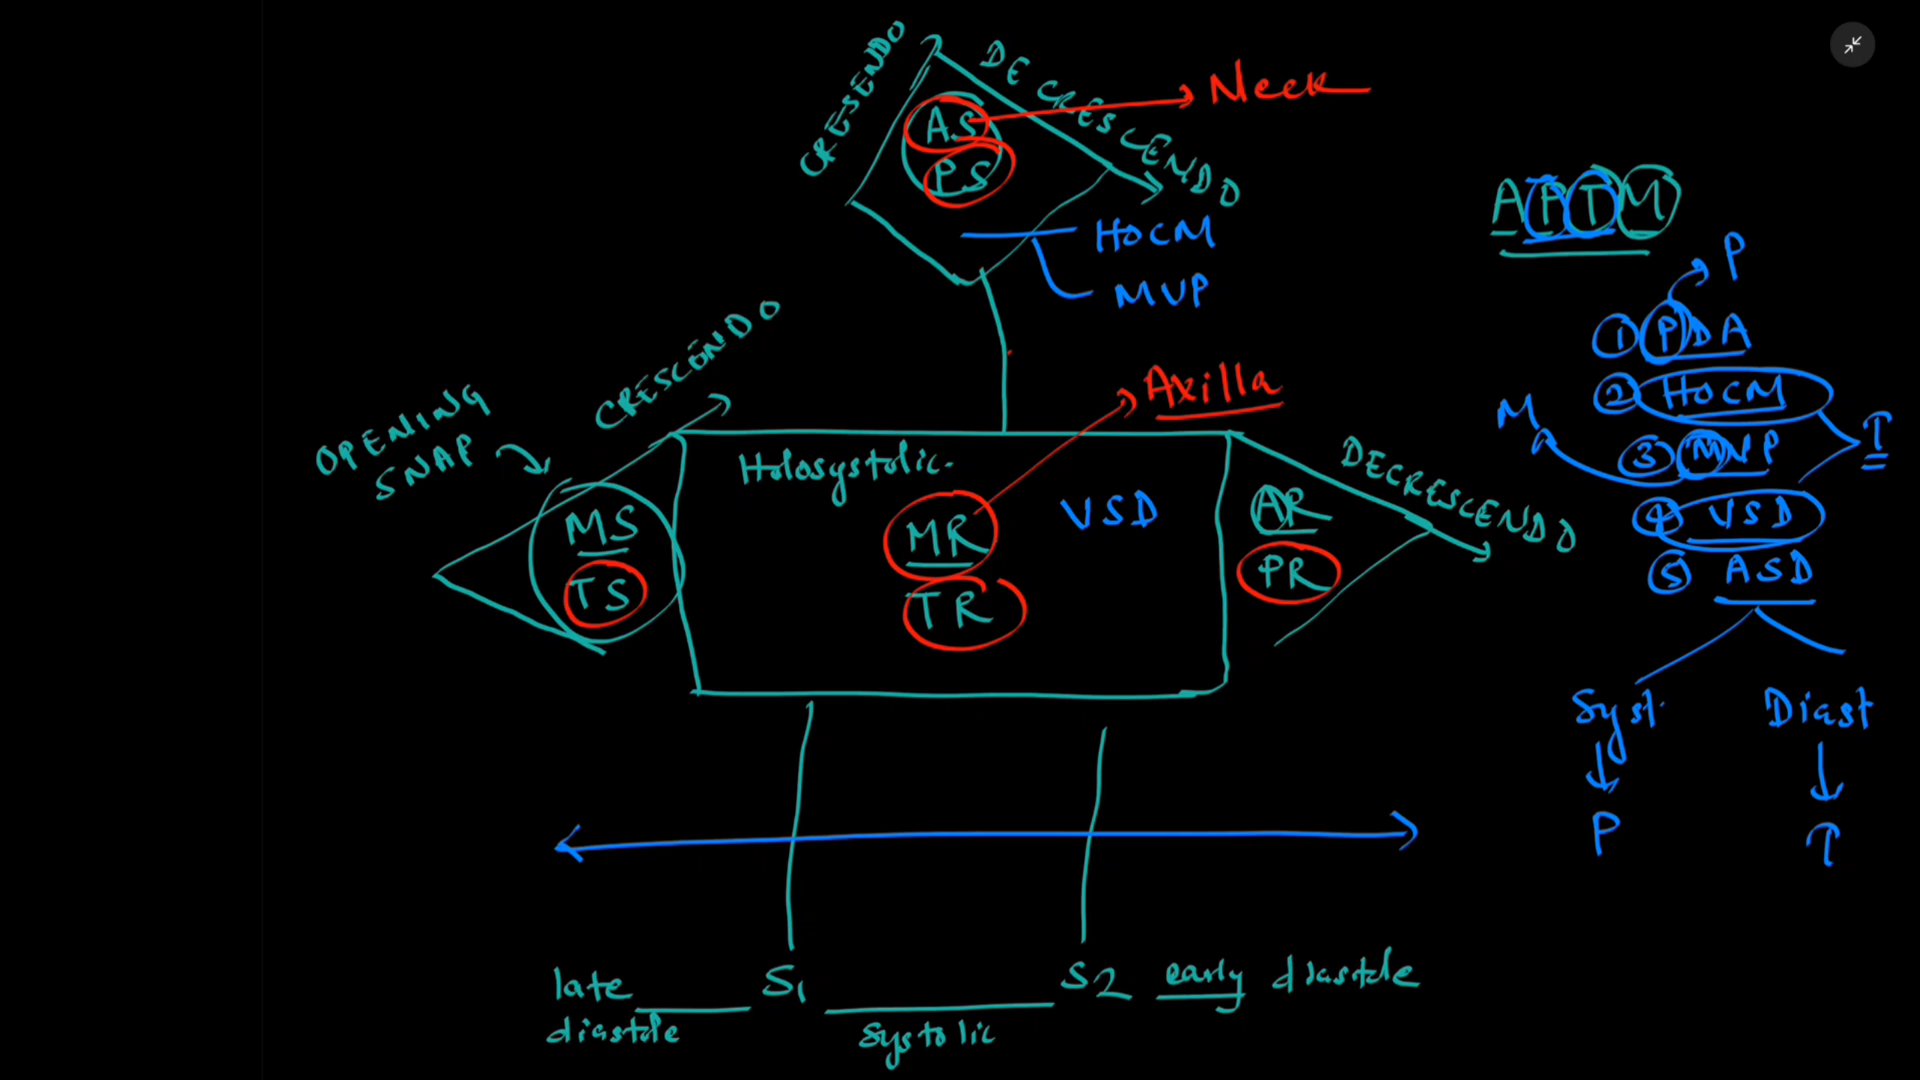 CRESENDO
DECRESCENDO
Neck
AS
PS
HOCM
MVP
APTM
P
① PDA
② HOCM
M
③ MVP
T
④ VSD
⑤ ASD
Syst.
Diast
P
T
OPENING
SNAP
CRESCENDO
Axilla
Holosystolic.
MS
TS
MR
TR
VSD
AR
PR
DECRESCENDO
late
diastole
S1
systolic
S2
early diastole